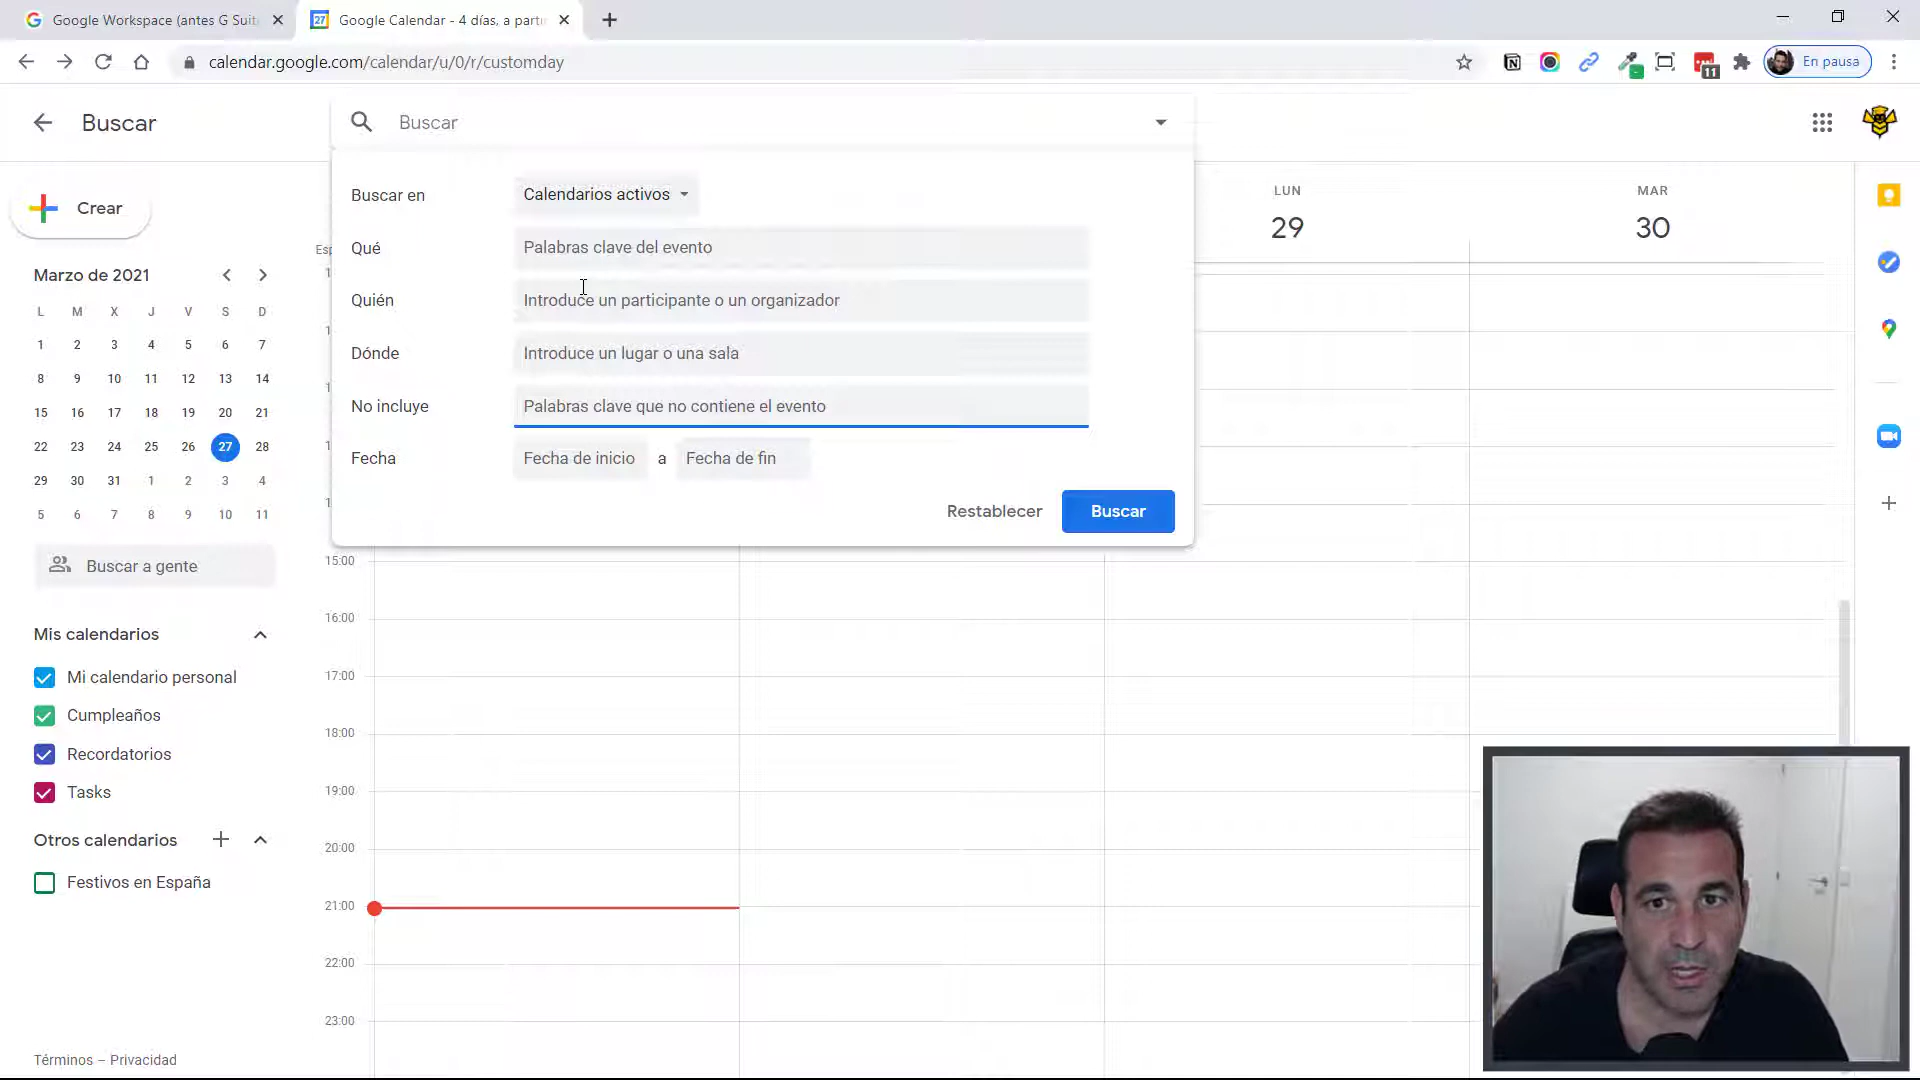 Google Workspace (antes G Suit
27
Google Calendar - 4 días, a parti
calendar.google.com/calendar/u/0/r/customday
11
En pausa
Buscar
Buscar
Crear
Buscar en
Calendarios activos
Qué
Palabras clave del evento
Quién
Introduce un participante o un organizador
Dónde
Introduce un lugar o una sala
No incluye
Palabras clave que no contiene el evento
Fecha
Fecha de inicio
a
Fecha de fin
Restablecer
Buscar
LUN
29
MAR
30
Marzo de 2021
L M X J V S D
1 2 3 4 5 6 7
8 9 10 11 12 13 14
15 16 17 18 19 20 21
22 23 24 25 26 27 28
29 30 31 1 2 3 4
5 6 7 8 9 10 11
Buscar a gente
Mis calendarios
Mi calendario personal
Cumpleaños
Recordatorios
Tasks
Otros calendarios
Festivos en España
Términos – Privacidad
15:00
16:00
17:00
18:00
19:00
20:00
21:00
22:00
23:00